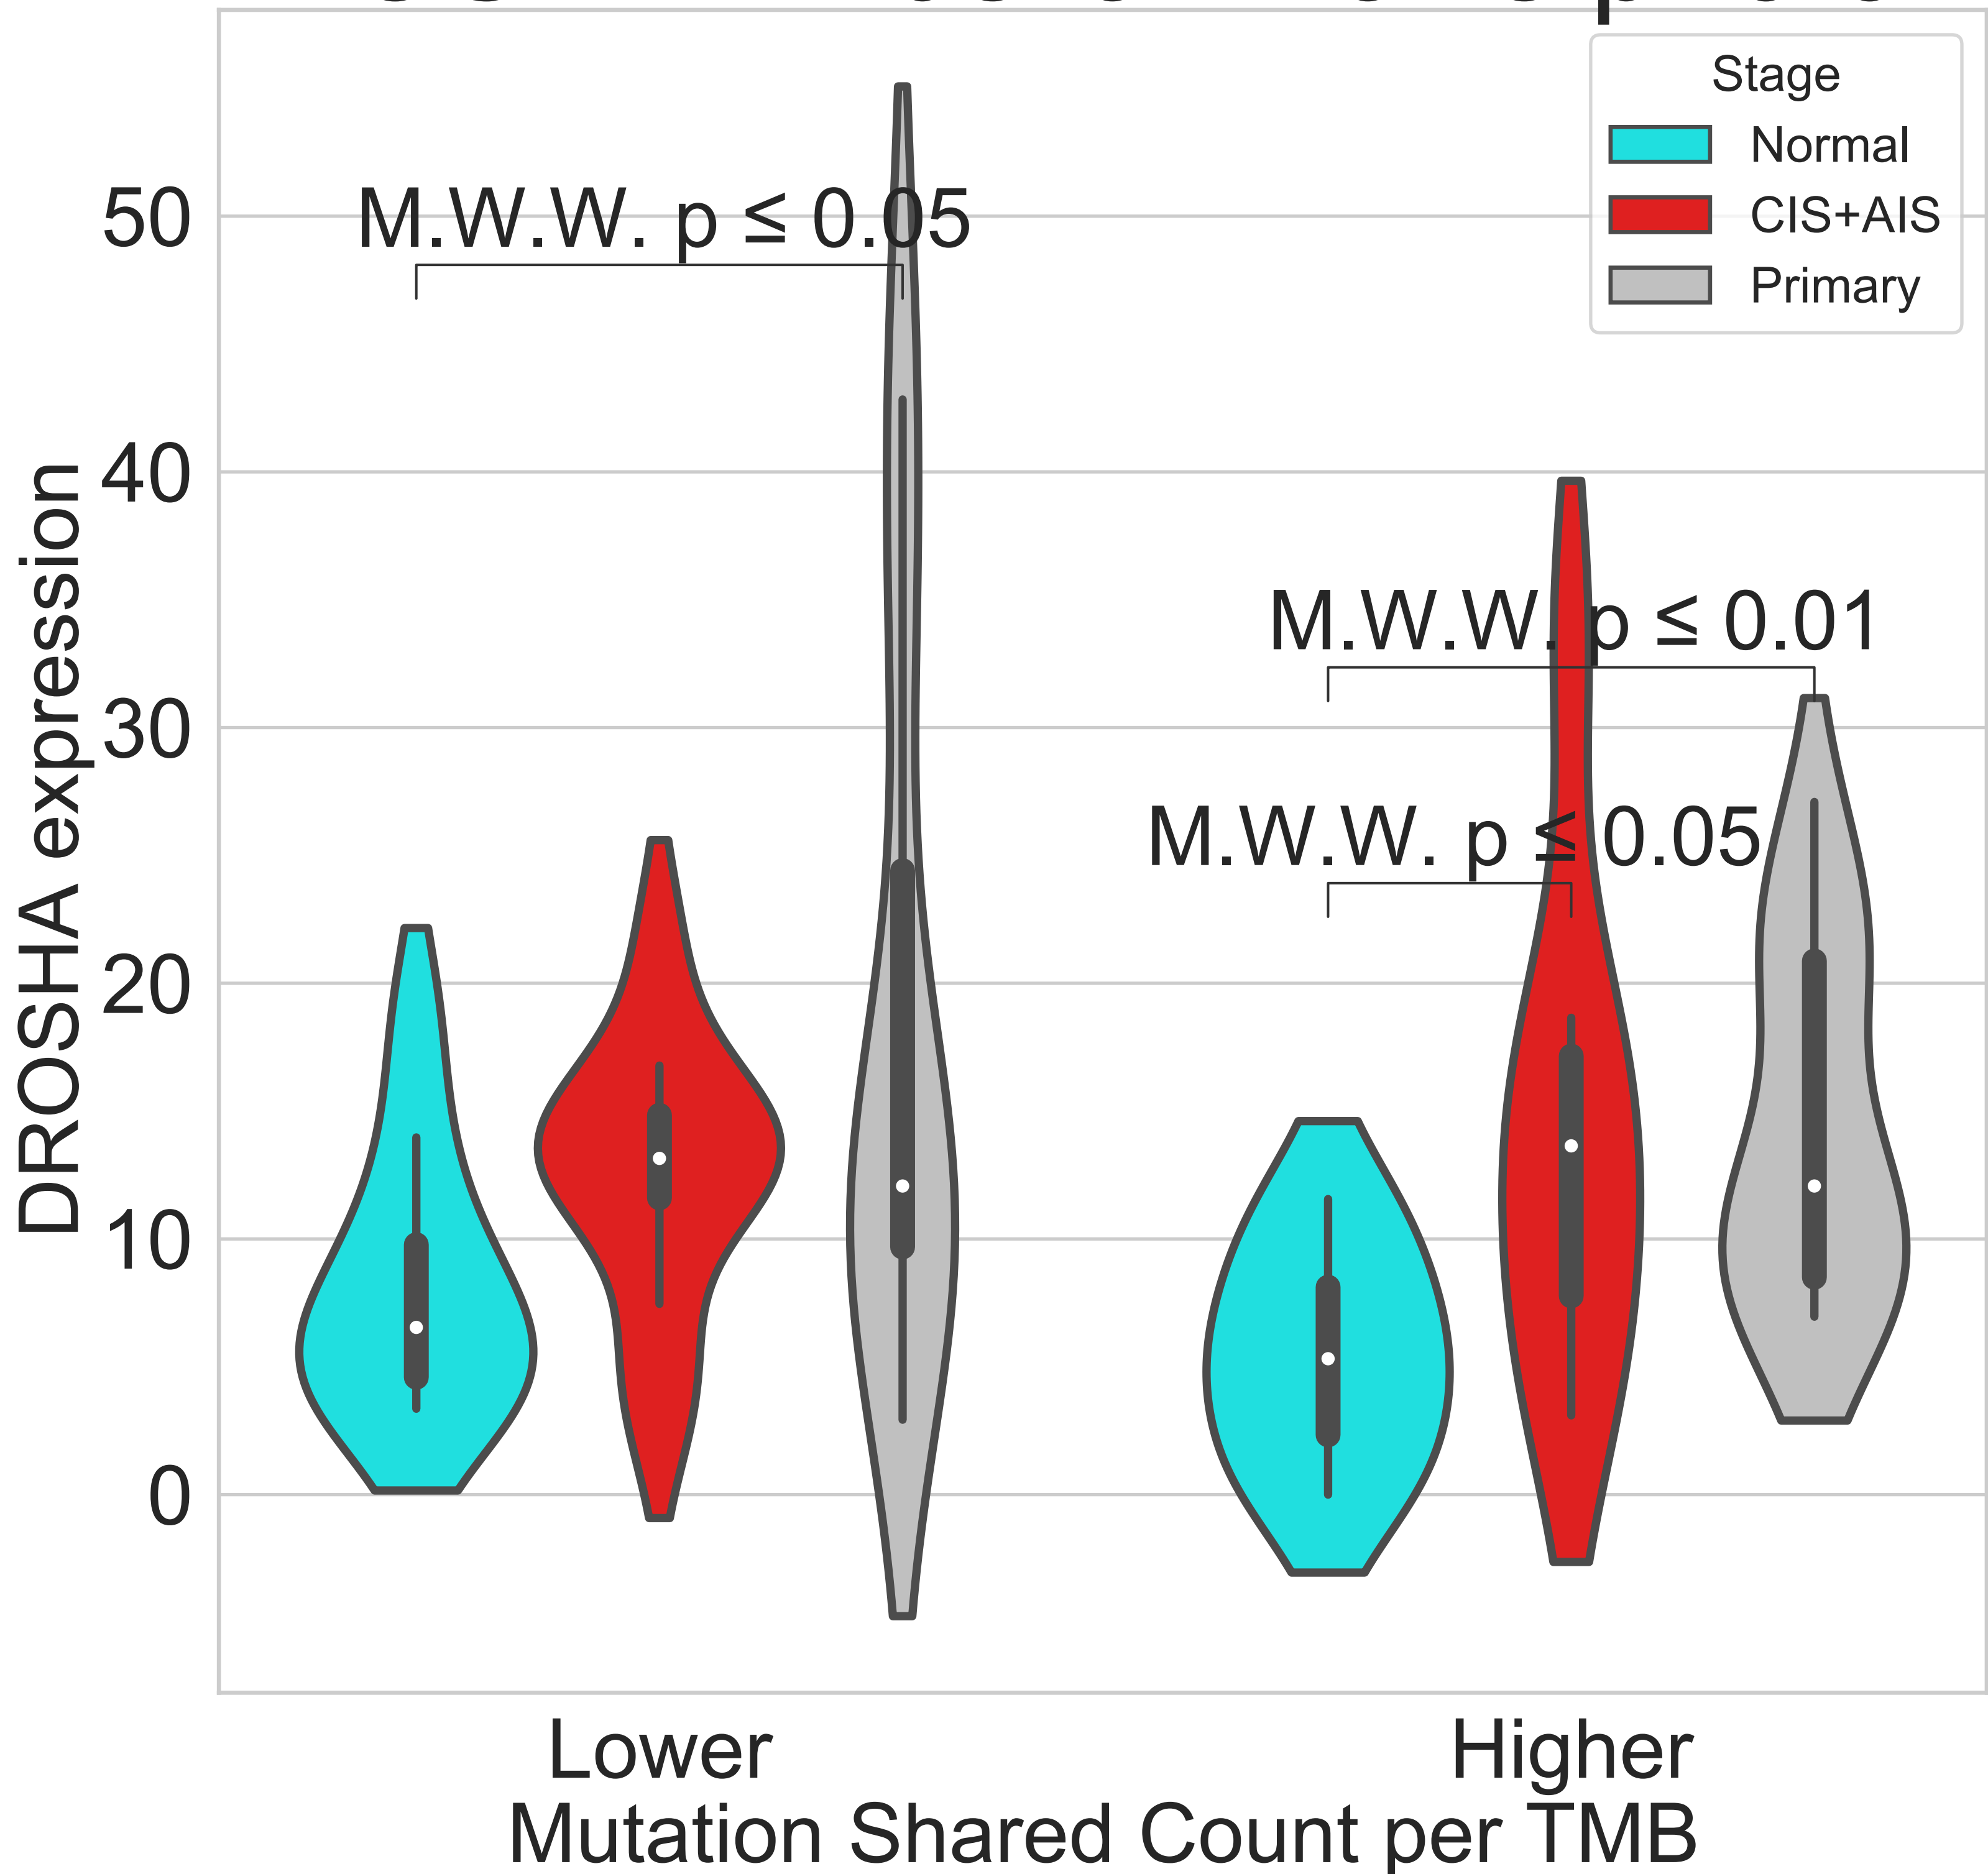 Stage
Normal
CIS+AIS
Primary
M.W.W. p ≤ 0.05
M.W.W. p ≤ 0.01
M.W.W. p ≤ 0.05
DROSHA expression
50
40
30
20
10
0
Lower
Higher
Mutation Shared Count per TMB